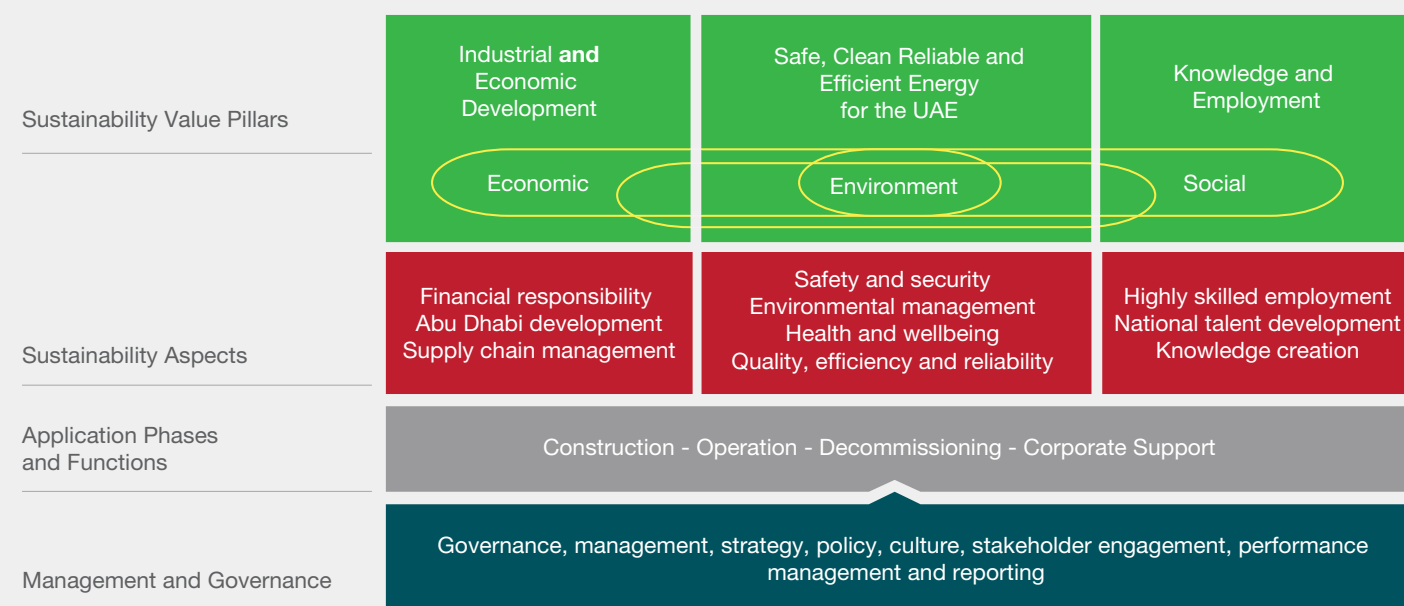 Sustainability Value Pillars
Industrial and
Economic
Development
Safe, Clean Reliable and
Efficient Energy
for the UAE
Knowledge and
Employment
Economic
Environment
Social
Sustainability Aspects
Financial responsibility
Abu Dhabi development
Supply chain management
Safety and security
Environmental management
Health and wellbeing
Quality, efficiency and reliability
Highly skilled employment
National talent development
Knowledge creation
Application Phases
and Functions
Construction - Operation - Decommissioning - Corporate Support
Management and Governance
Governance, management, strategy, policy, culture, stakeholder engagement, performance
management and reporting